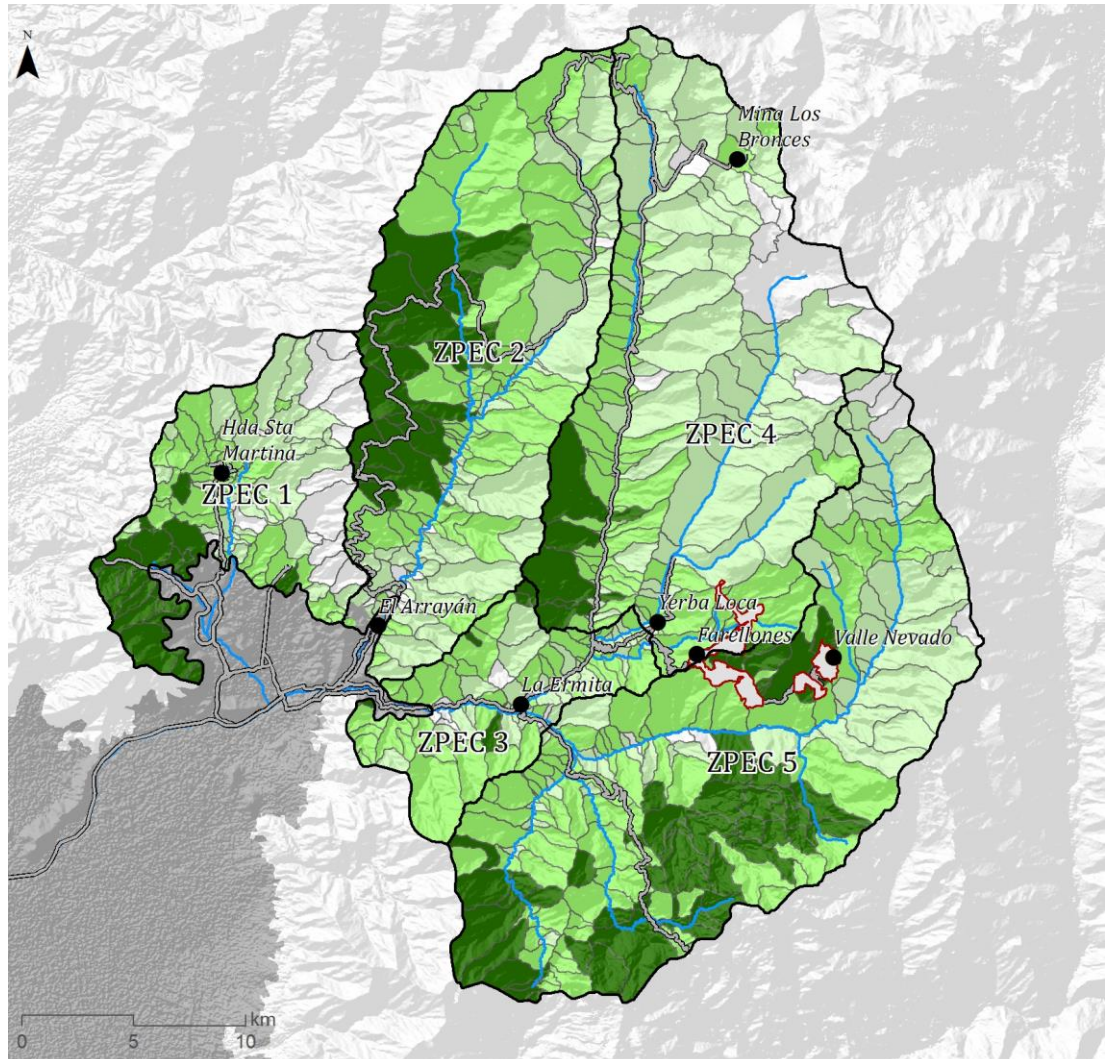 N
Mina Los
Bronces
ZPEC 2
Hda Sta
Martina
ZPEC 1
ZPEC 4
El Arrayán
Yerba Loca
Farellones
Valle Nevado
La Ermita
ZPEC 3
ZPEC 5
km
0 5 10